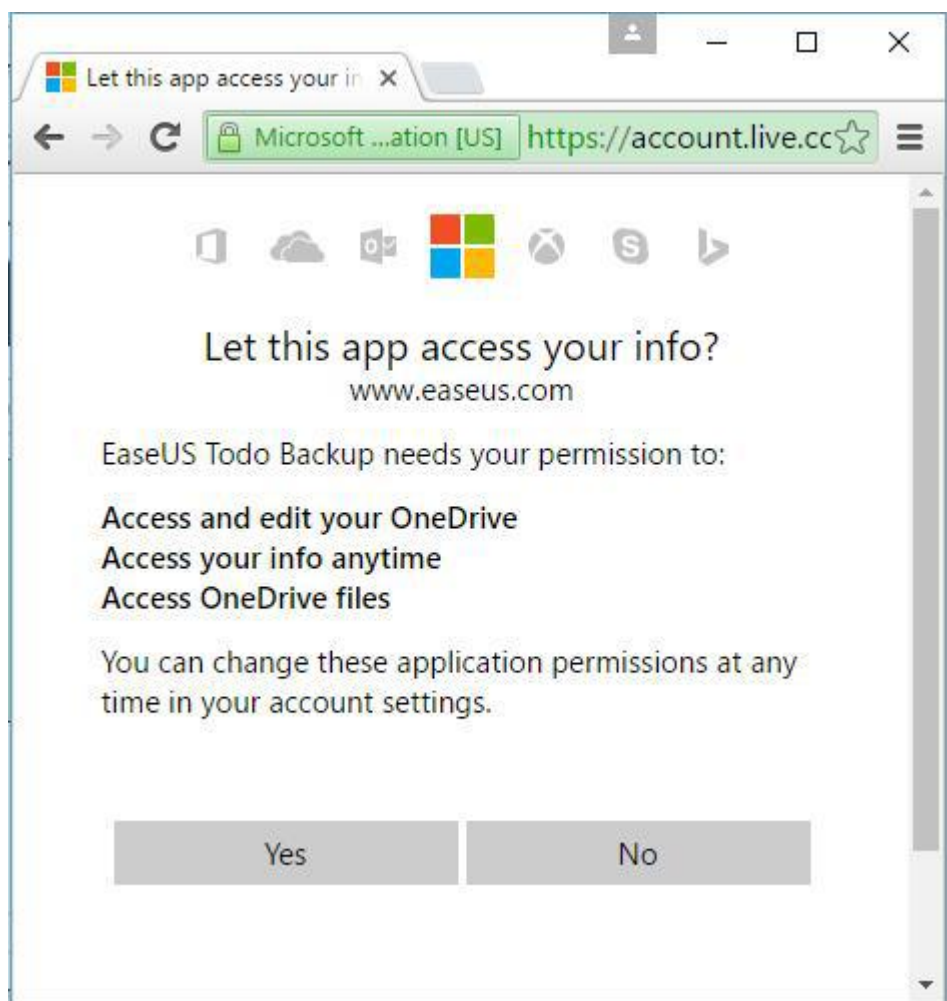 Let this app access your in
Microsoft ...ation [US] https://account.live.cc
Let this app access your info?
www.easeus.com
EaseUS Todo Backup needs your permission to:
Access and edit your OneDrive
Access your info anytime
Access OneDrive files
You can change these application permissions at any
time in your account settings.
Yes No